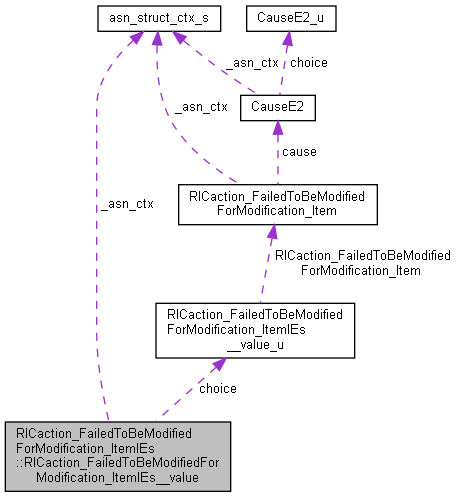 asn_struct_ctx_s
CauseE2_u
_asn_ctx
choice
CauseE2
_asn_ctx
cause
RICaction_FailedToBeModified
ForModification_Item
_asn_ctx
RICaction_FailedToBeModified
ForModification_Item
RICaction_FailedToBeModified
ForModification_ItemIEs
__value_u
choice
RICaction_FailedToBeModified
ForModification_ItemIEs
::RICaction_FailedToBeModifiedFor
Modification_ItemIEs__value